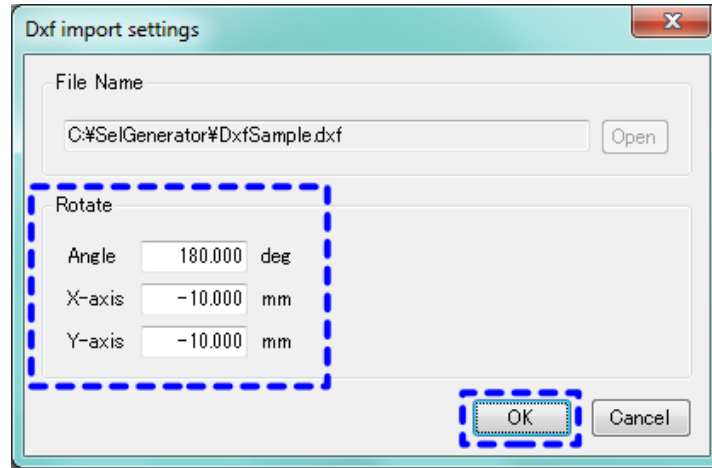 Dxf import settings
File Name
C:¥SelGenerator¥DxfSample.dxf
Open
Rotate
Angle 180.000 deg
X-axis -10.000 mm
Y-axis -10.000 mm
OK Cancel